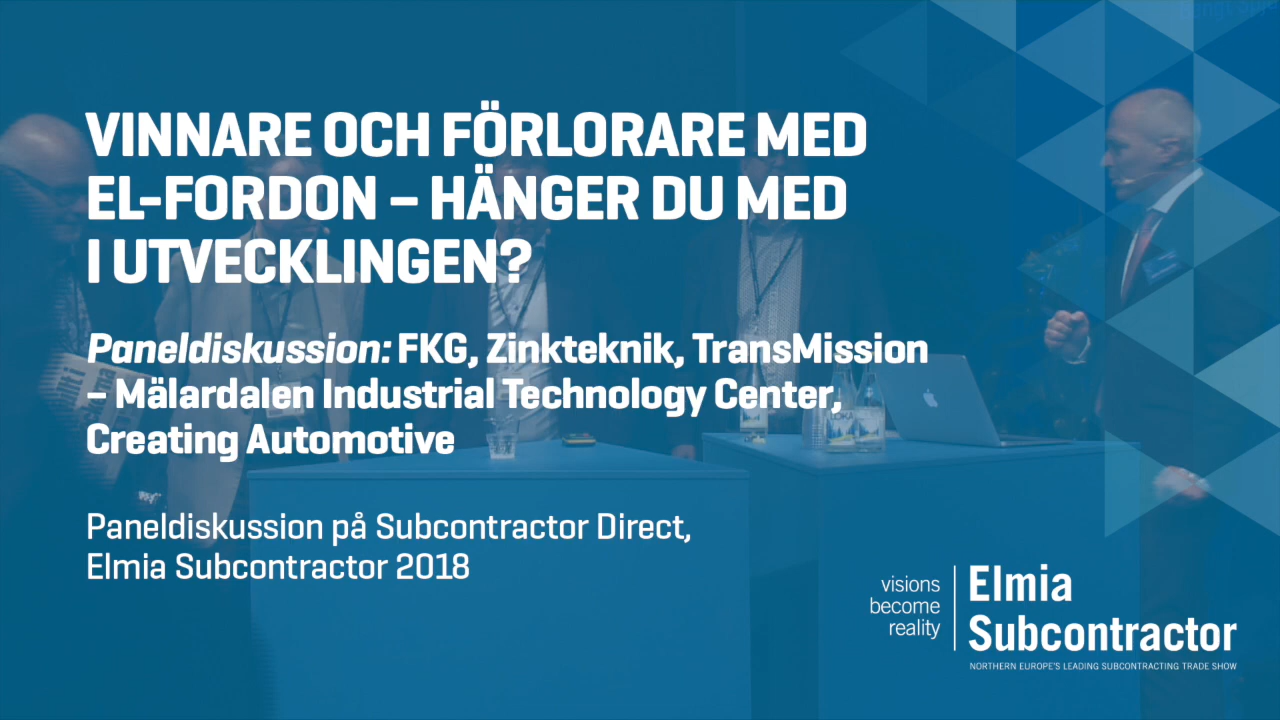 VINNARE OCH FÖRLORARE MED
EL-FORDON – HÄNGER DU MED
I UTVECKLINGEN?
Paneldiskussion: FKG, Zinkteknik, TransMission
– Mälardalen Industrial Technology Center,
Creating Automotive
Paneldiskussion på Subcontractor Direct,
Elmia Subcontractor 2018
visions
become
reality
Elmia
Subcontractor
NORTHERN EUROPE'S LEADING SUBCONTRACTING TRADE SHOW